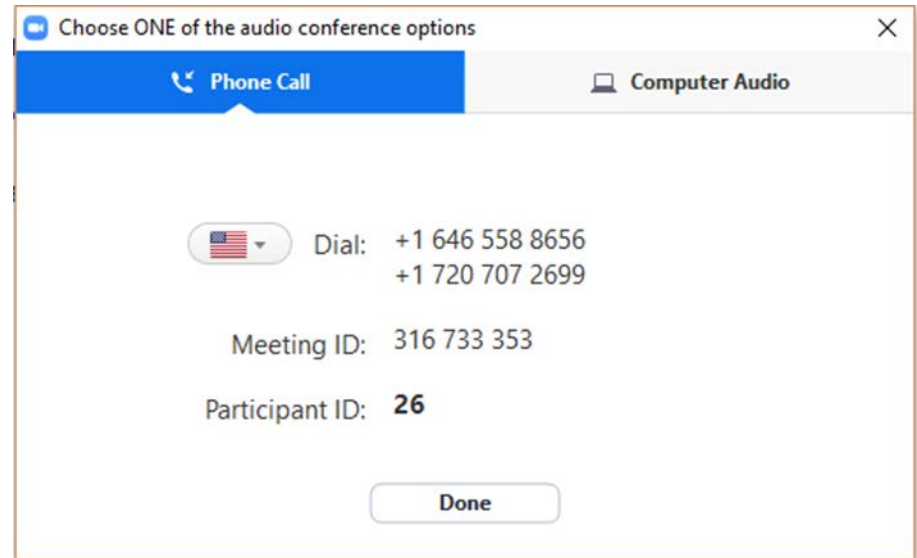 Choose ONE of the audio conference options
Phone Call
Computer Audio
Dial: +1 646 558 8656
+1 720 707 2699
Meeting ID: 316 733 353
Participant ID: 26
Done